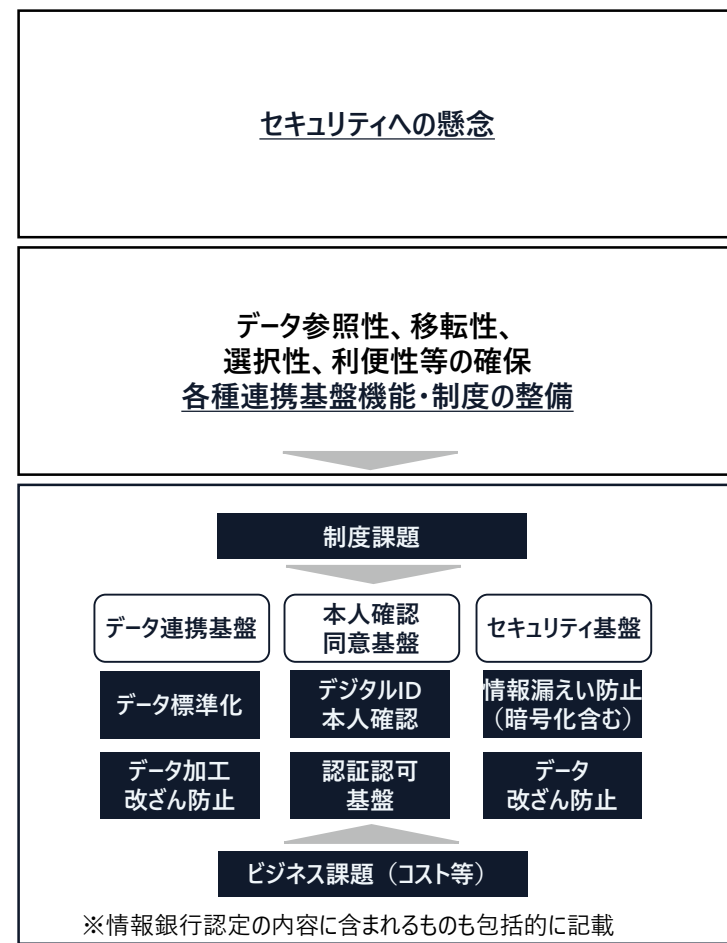 セキュリティへの懸念
データ参照性、移転性、
選択性、利便性等の確保
各種連携基盤機能・制度の整備
制度課題
データ連携基盤
本人確認
同意基盤
セキュリティ基盤
データ標準化
デジタルID
本人確認
情報漏えい防止
（暗号化含む）
データ加工
改ざん防止
認証認可
基盤
データ
改ざん防止
ビジネス課題（コスト等）
※情報銀行認定の内容に含まれるものも包括的に記載